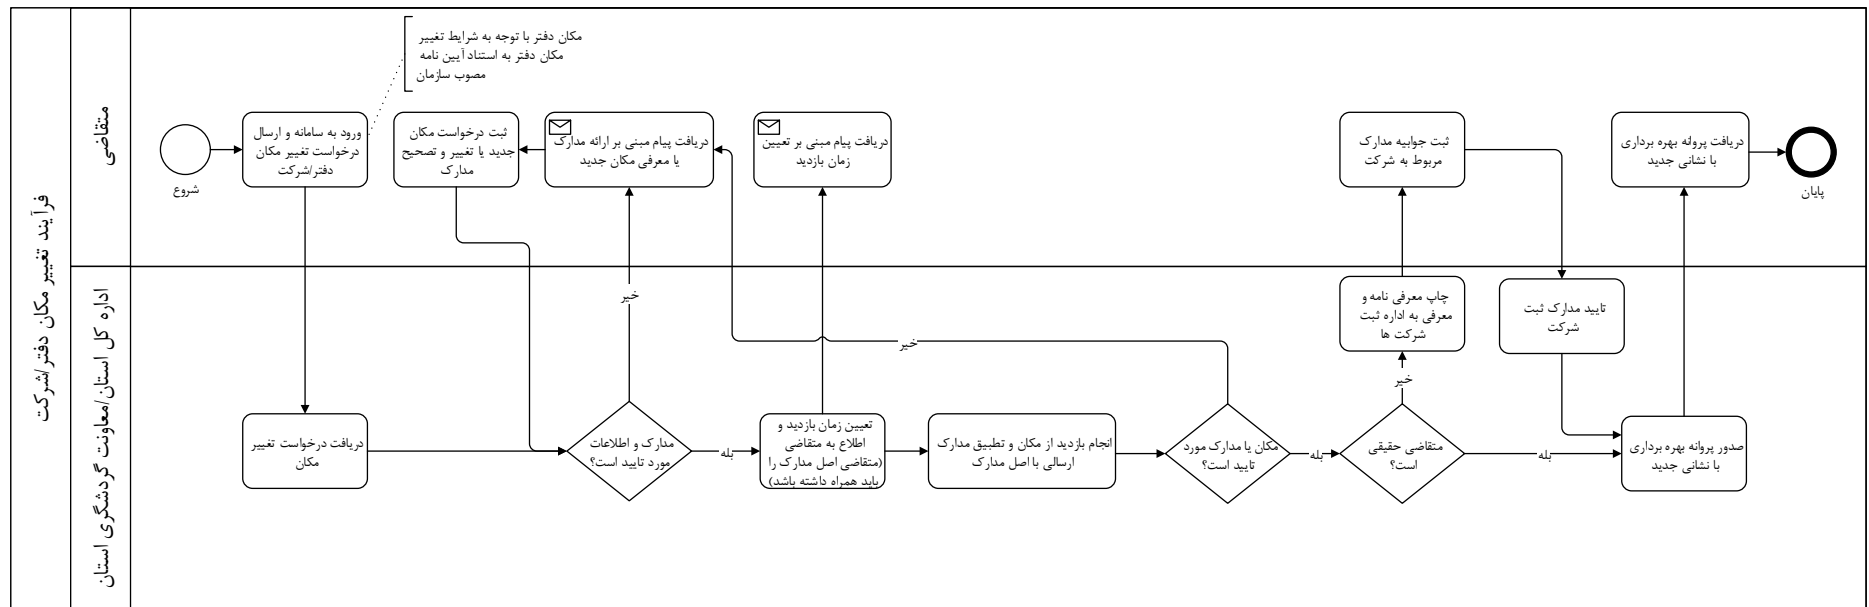 فرآیند تغییر مکان دفتر/شرکت
متقاضی
اداره کل استان/معاونت گردشگری استان
مکان دفتر با توجه به شرایط تغییر
مکان دفتر به استناد آیین نامه
مصوب سازمان
شروع
ورود به سامانه و ارسال
درخواست تغییر مکان
دفتر/شرکت
ثبت درخواست مکان
جدید یا تغییر و تصحیح
مدارک
دریافت پیام مبنی بر ارائه مدارک
یا معرفی مکان جدید
دریافت پیام مبنی بر تعیین
زمان بازدید
ثبت جوابیه مدارک
مربوط به شرکت
دریافت پروانه بهره برداری
با نشانی جدید
پایان
خیر
چاپ معرفی نامه و
معرفی به اداره ثبت
شرکت ها
تایید مدارک ثبت
شرکت
خیر
خیر
دریافت درخواست تغییر
مکان
مدارک و اطلاعات
مورد تایید است؟
بله
تعیین زمان بازدید و
اطلاع به متقاضی
(متقاضی اصل مدارک را
باید همراه داشته باشد)
انجام بازدید از مکان و تطبیق مدارک
ارسالی با اصل مدارک
مکان یا مدارک مورد
تایید است؟
بله
متقاضی حقیقی
است؟
بله
صدور پروانه بهره برداری
با نشانی جدید